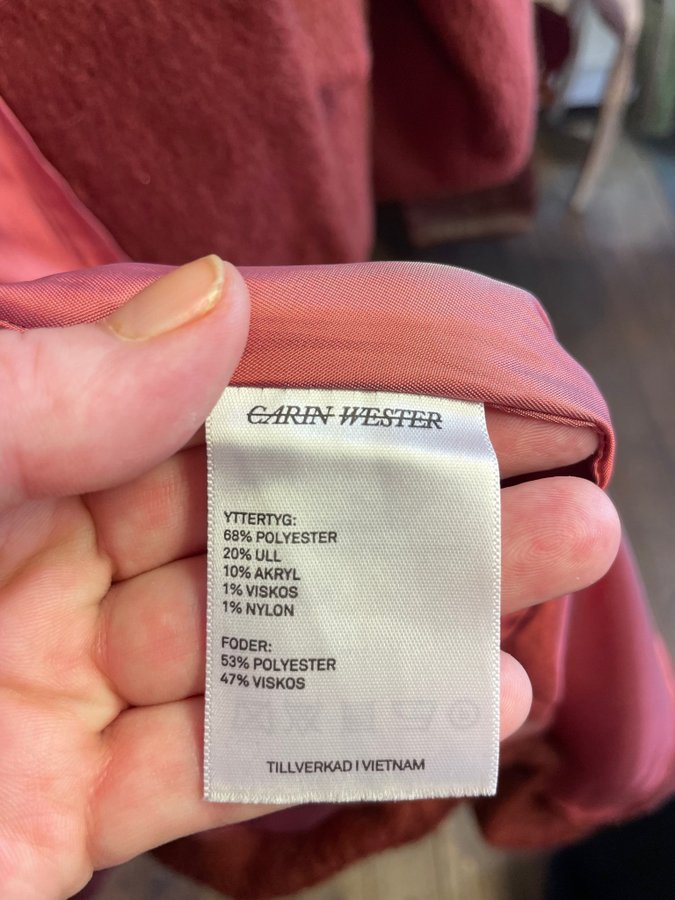 CARIN WESTER
YTTERTYG:
68% POLYESTER
20% ULL
10% AKRYL
1% VISKOS
1% NYLON
FODER:
53% POLYESTER
47% VISKOS
TILLVERKAD I VIETNAM